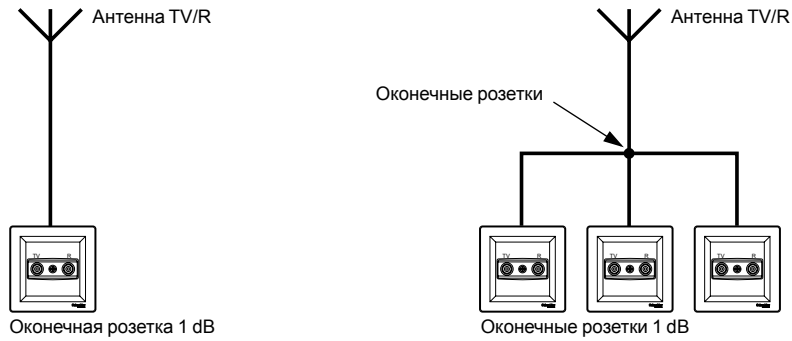 Антенна TV/R
Антенна TV/R
Оконечные розетки
TV R
TV R
TV R
TV R
Оконечная розетка 1 dB
Оконечные розетки 1 dB